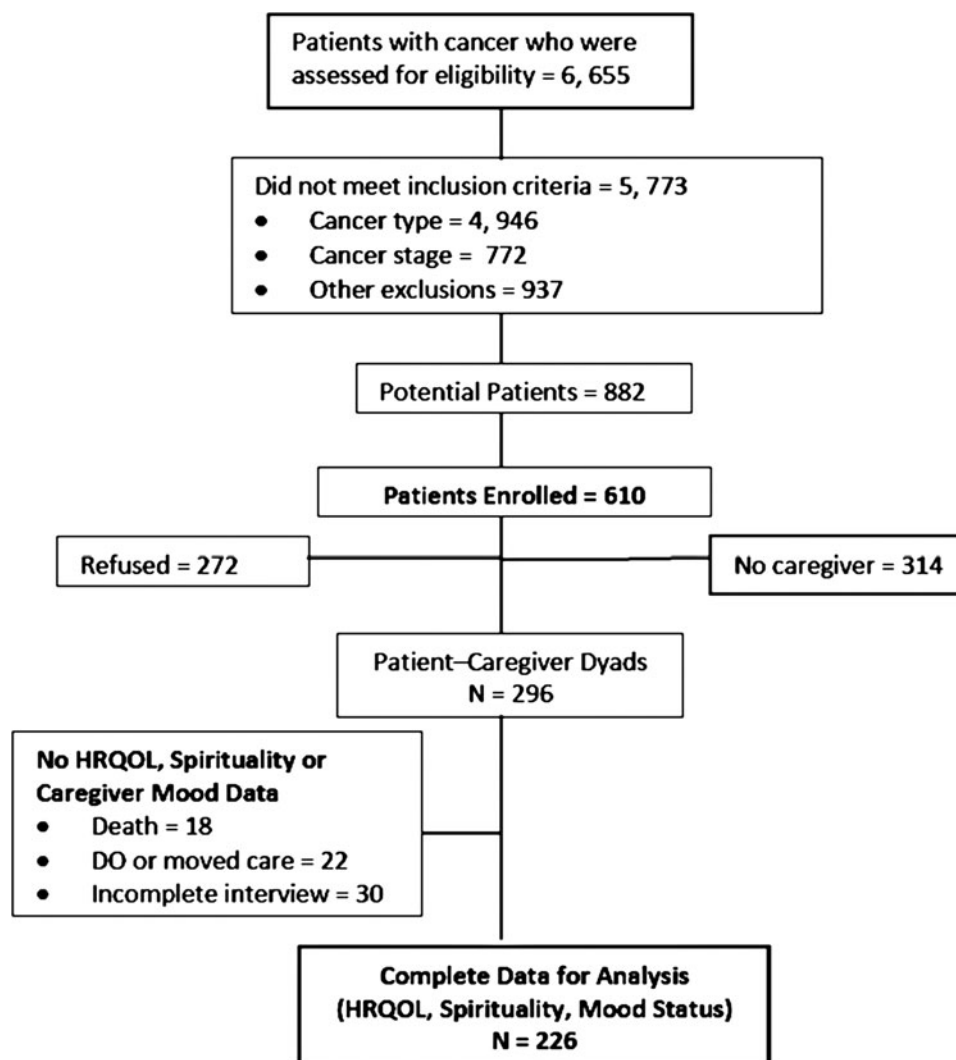 Patients with cancer who were
assessed for eligibility = 6, 655
Did not meet inclusion criteria = 5, 773
• Cancer type = 4, 946
• Cancer stage = 772
• Other exclusions = 937
Potential Patients = 882
Patients Enrolled = 610
Refused = 272
No caregiver = 314
Patient–Caregiver Dyads
N = 296
No HRQOL, Spirituality or
Caregiver Mood Data
• Death = 18
• DO or moved care = 22
• Incomplete interview = 30
Complete Data for Analysis
(HRQOL, Spirituality, Mood Status)
N = 226